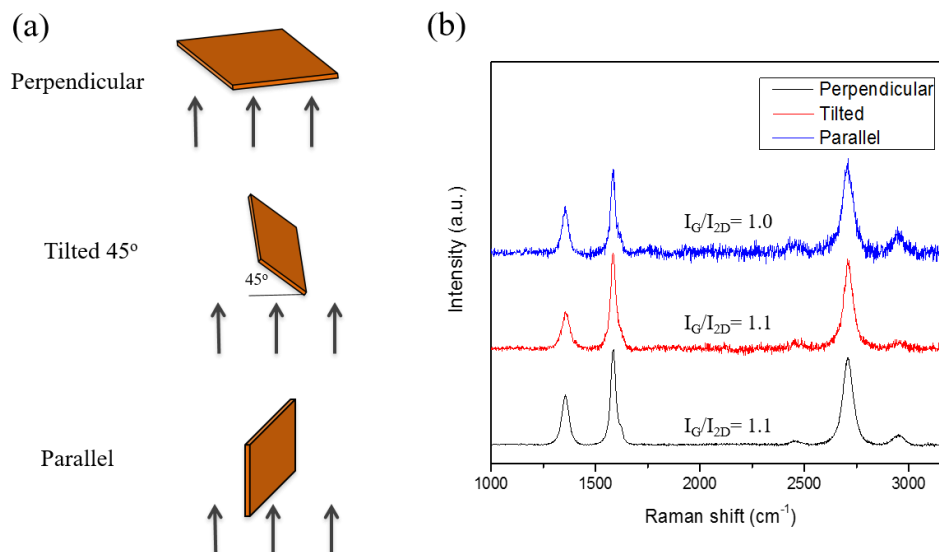 (a)
Perpendicular
Tilted 45°
45°
Parallel
(b)
Perpendicular
Tilted
Parallel
I_G/I_2D= 1.0
I_G/I_2D= 1.1
I_G/I_2D= 1.1
Intensity (a.u.)
1000 1500 2000 2500 3000
Raman shift (cm⁻¹)